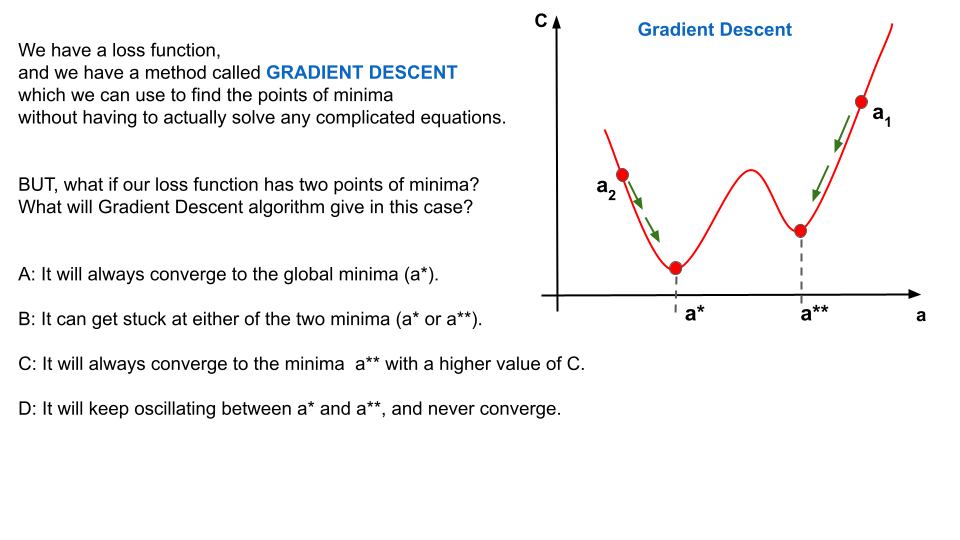 We have a loss function,
and we have a method called GRADIENT DESCENT
which we can use to find the points of minima
without having to actually solve any complicated equations.
BUT, what if our loss function has two points of minima?
What will Gradient Descent algorithm give in this case?
A: It will always converge to the global minima (a*).
B: It can get stuck at either of the two minima (a* or a**).
C: It will always converge to the minima  a** with a higher value of C.
D: It will keep oscillating between a* and a**, and never converge.
Gradient Descent
C
a1
a2
a*
a**
a